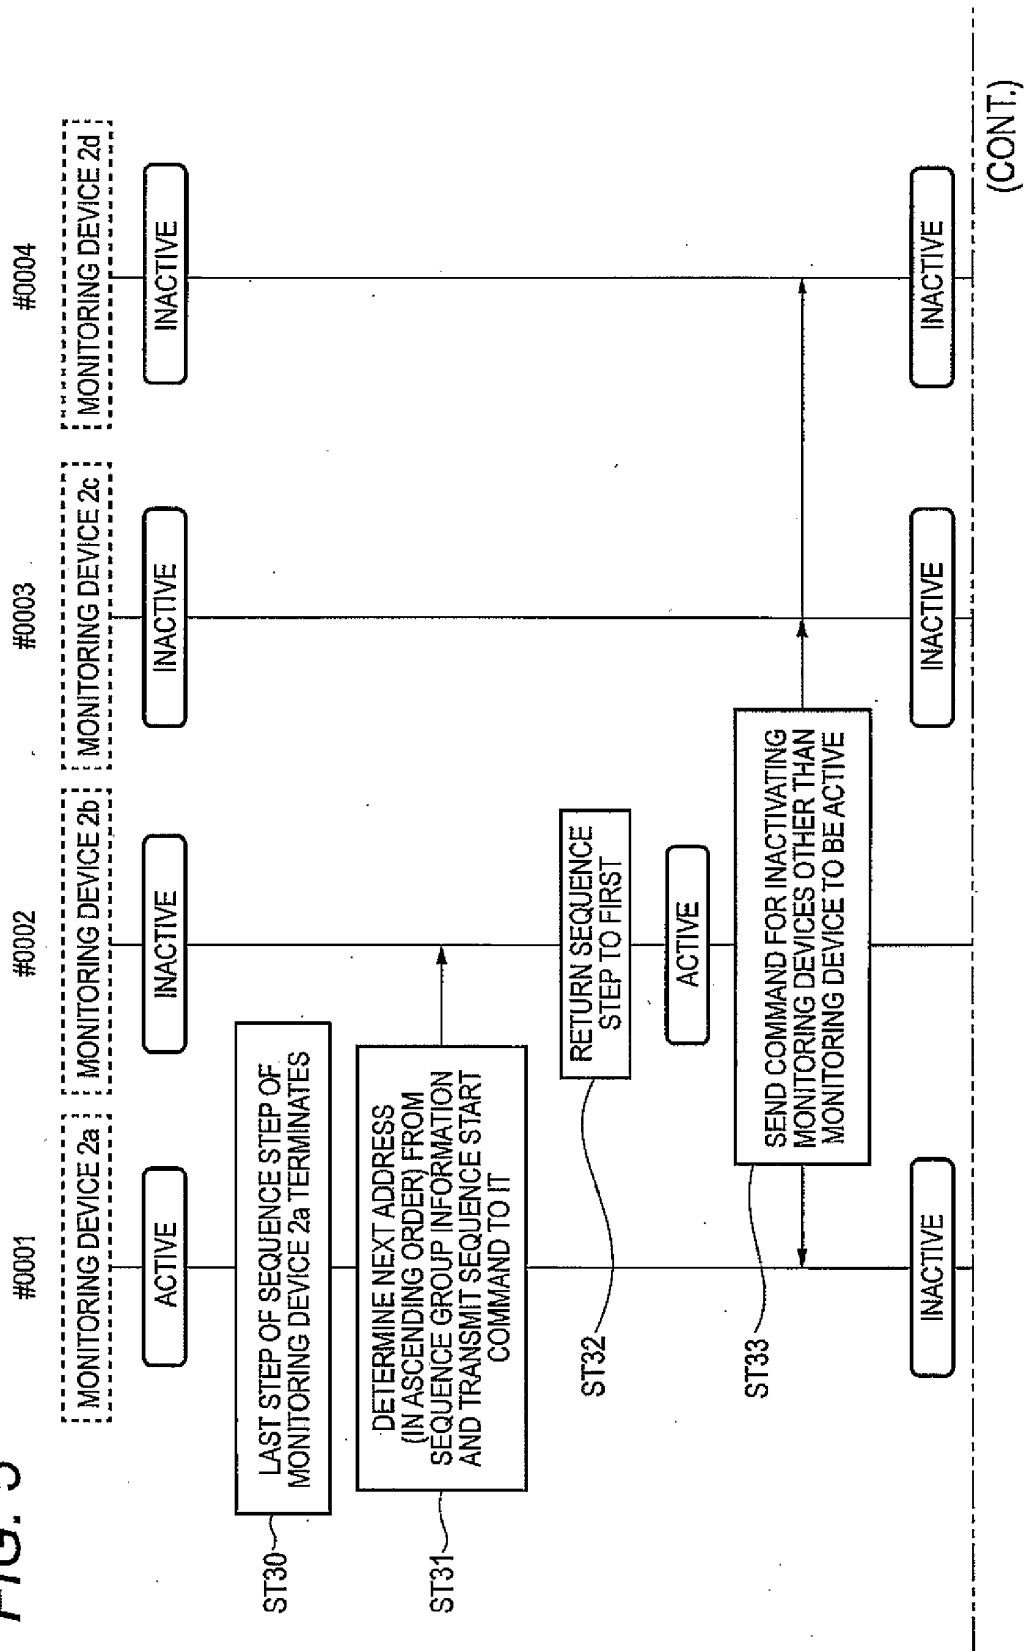 FIG.
#0001
#0002
#0003
#0004
MONITORING DEVICE 2a
MONITORING DEVICE 2b
MONITORING DEVICE 2c
MONITORING DEVICE 2d
ACTIVE
INACTIVE
INACTIVE
INACTIVE
ST30
LAST STEP OF SEQUENCE STEP OF
MONITORING DEVICE 2a TERMINATES
ST31
DETERMINE NEXT ADDRESS
(IN ASCENDING ORDER) FROM
SEQUENCE GROUP INFORMATION
AND TRANSMIT SEQUENCE START
COMMAND TO IT
ST32
RETURN SEQUENCE
STEP TO FIRST
ACTIVE
ST33
SEND COMMAND FOR INACTIVATING
MONITORING DEVICES OTHER THAN
MONITORING DEVICE TO BE ACTIVE
INACTIVE
INACTIVE
INACTIVE
(CONT.)